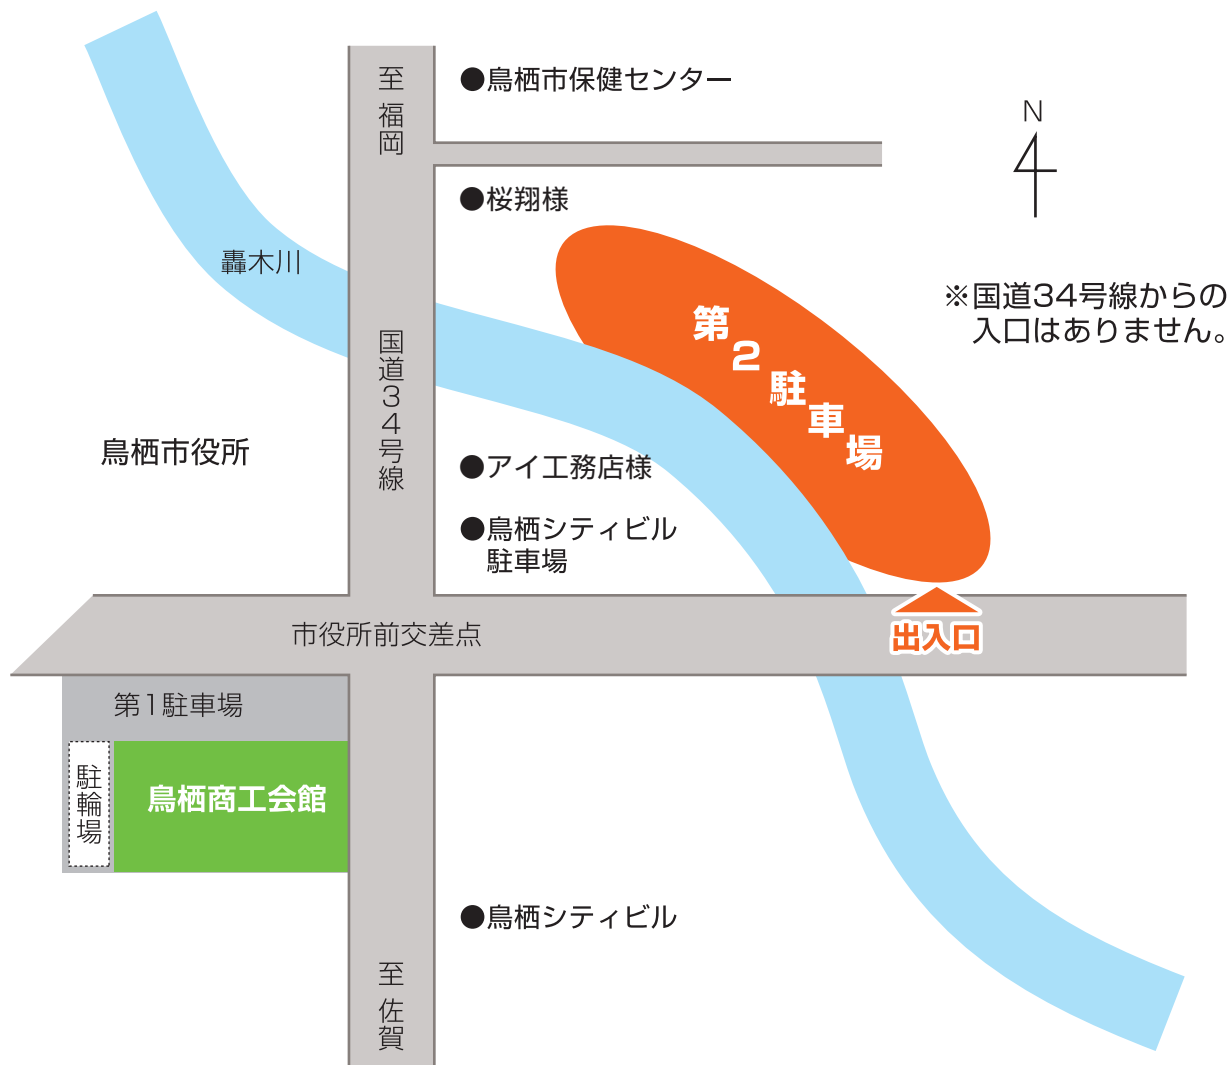 至福岡
●鳥栖市保健センター
N
●桜翔様
轟木川
第2駐車場
※国道34号線からの
入口はありません。
国道34号線
鳥栖市役所
●アイ工務店様
●鳥栖シティビル
駐車場
市役所前交差点
出入口
第1駐車場
駐輪場
鳥栖商工会館
●鳥栖シティビル
至佐賀